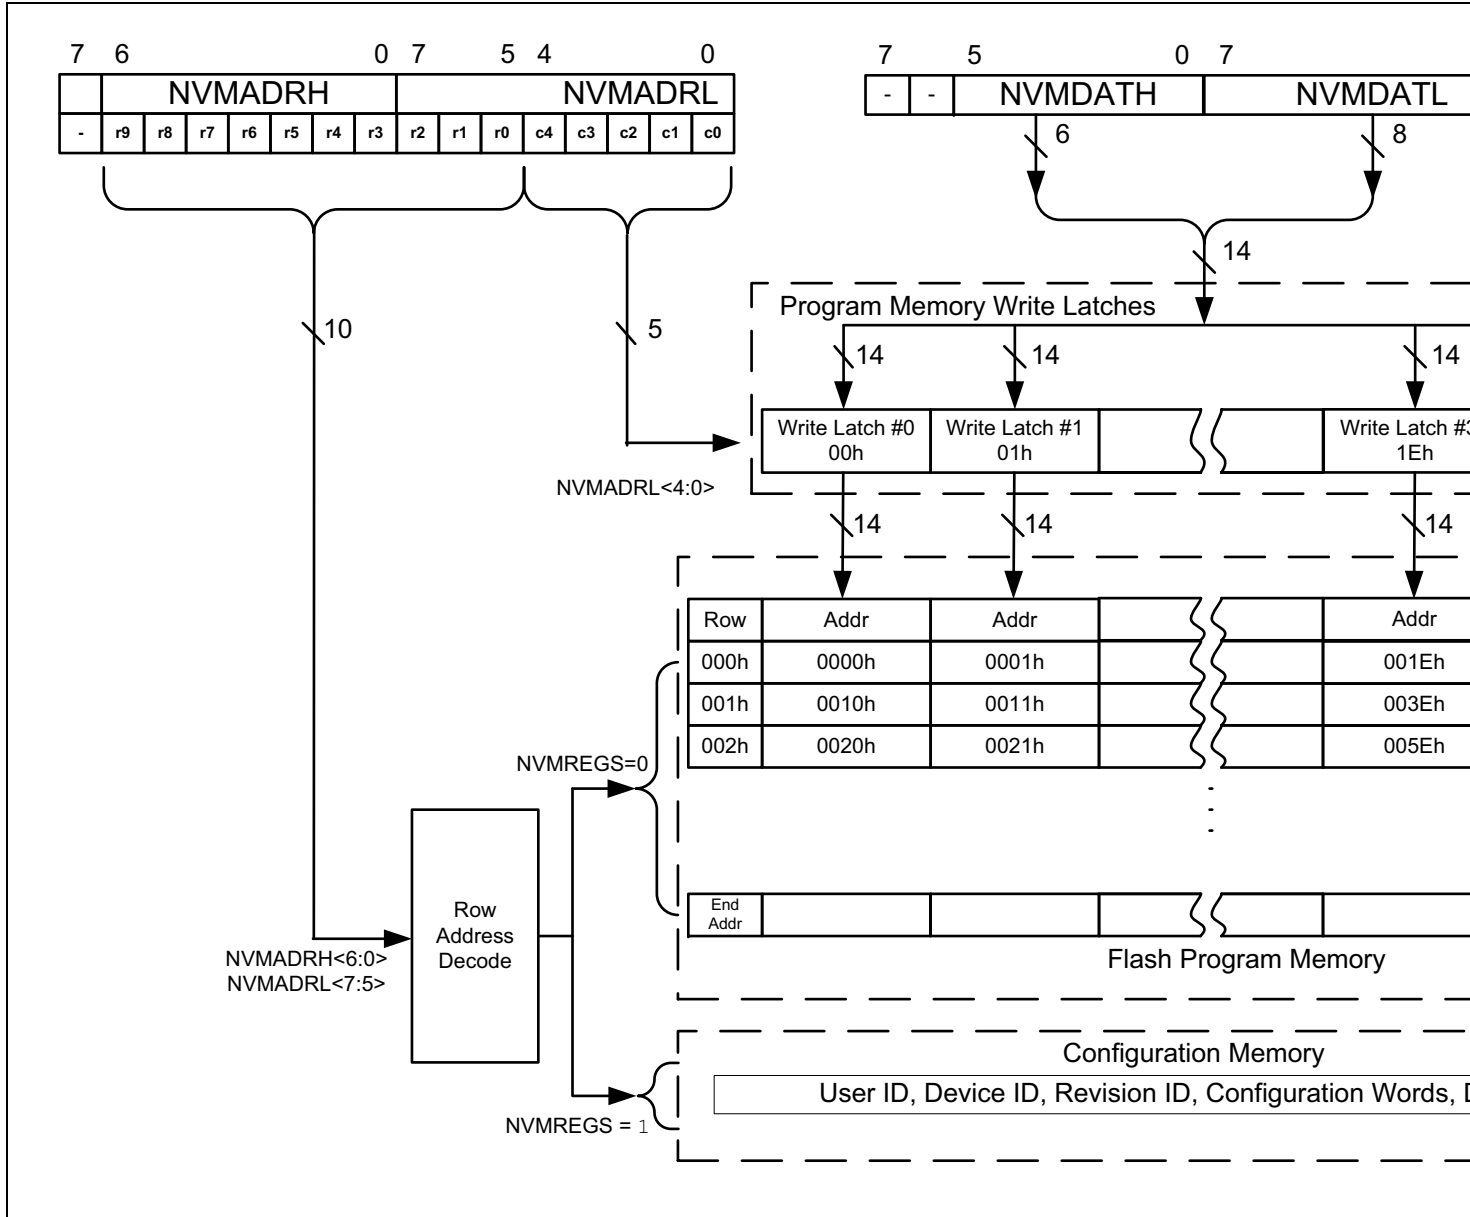 7 6 0 7 5 4 0
7 5 0 7
NVMADRH NVMADRL
- - NVMDATH NVMDATL
- r9 r8 r7 r6 r5 r4 r3 r2 r1 r0 c4 c3 c2 c1 c0
6 8
14
Program Memory Write Latches
10 5
14 14 14
Write Latch #0 Write Latch #1
00h 01h 1Eh
NVMADRL<4:0>
14 14 14
Row Addr Addr Addr
000h 0000h 0001h 001Eh
001h 0010h 0011h 003Eh
002h 0020h 0021h 005Eh
NVMREGS=0
End
Addr
Row
Address
Decode
NVMADRH<6:0>
NVMADRL<7:5>
Flash Program Memory
Configuration Memory
User ID, Device ID, Revision ID, Configuration Words,
NVMREGS = 1